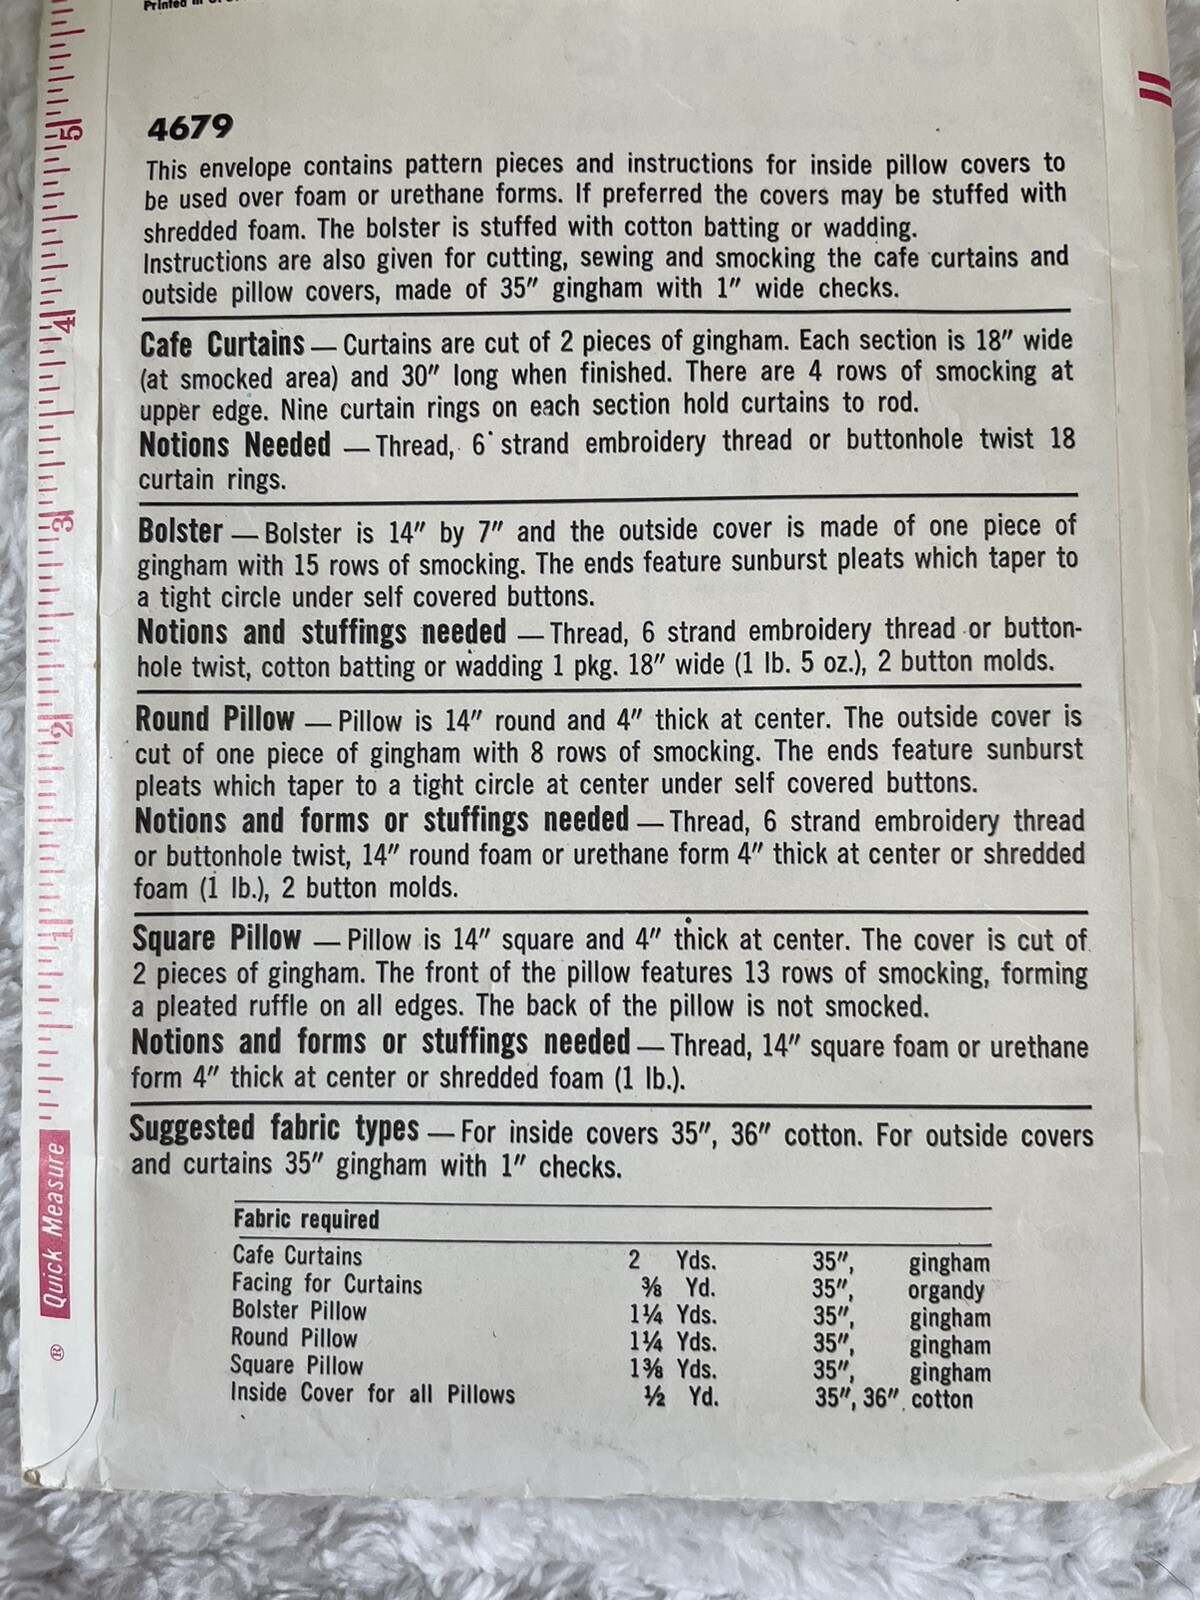 Printed in
4679
This envelope contains pattern pieces and instructions for inside pillow covers to
be used over foam or urethane forms. If preferred the covers may be stuffed with
shredded foam. The bolster is stuffed with cotton batting or wadding.
Instructions are also given for cutting, sewing and smocking the cafe curtains and
outside pillow covers, made of 35" gingham with 1" wide checks.
Cafe Curtains — Curtains are cut of 2 pieces of gingham. Each section is 18" wide
(at smocked area) and 30" long when finished. There are 4 rows of smocking at
upper edge. Nine curtain rings on each section hold curtains to rod.
Notions Needed — Thread, 6 strand embroidery thread or buttonhole twist 18
curtain rings.
Bolster — Bolster is 14" by 7" and the outside cover is made of one piece of
gingham with 15 rows of smocking. The ends feature sunburst pleats which taper to
a tight circle under self covered buttons.
Notions and stuffings needed — Thread, 6 strand embroidery thread or button-
hole twist, cotton batting or wadding 1 pkg. 18" wide (1 lb. 5 oz.), 2 button molds.
Round Pillow — Pillow is 14" round and 4" thick at center. The outside cover is
cut of one piece of gingham with 8 rows of smocking. The ends feature sunburst
pleats which taper to a tight circle at center under self covered buttons.
Notions and forms or stuffings needed — Thread, 6 strand embroidery thread
or buttonhole twist, 14" round foam or urethane form 4" thick at center or shredded
foam (1 lb.), 2 button molds.
Square Pillow — Pillow is 14" square and 4" thick at center. The cover is cut of
2 pieces of gingham. The front of the pillow features 13 rows of smocking, forming
a pleated ruffle on all edges. The back of the pillow is not smocked.
Notions and forms or stuffings needed — Thread, 14" square foam or urethane
form 4" thick at center or shredded foam (1 lb.).
Suggested fabric types — For inside covers 35", 36" cotton. For outside covers
and curtains 35" gingham with 1" checks.
Fabric required
Cafe Curtains 2 Yds. 35", gingham
Facing for Curtains ⅜ Yd. 35", organdy
Bolster Pillow 1¼ Yds. 35", gingham
Round Pillow 1¼ Yds. 35", gingham
Square Pillow 1⅜ Yds. 35", gingham
Inside Cover for all Pillows ½ Yd. 35", 36" cotton
5
4
3
2
1
Quick Measure
®